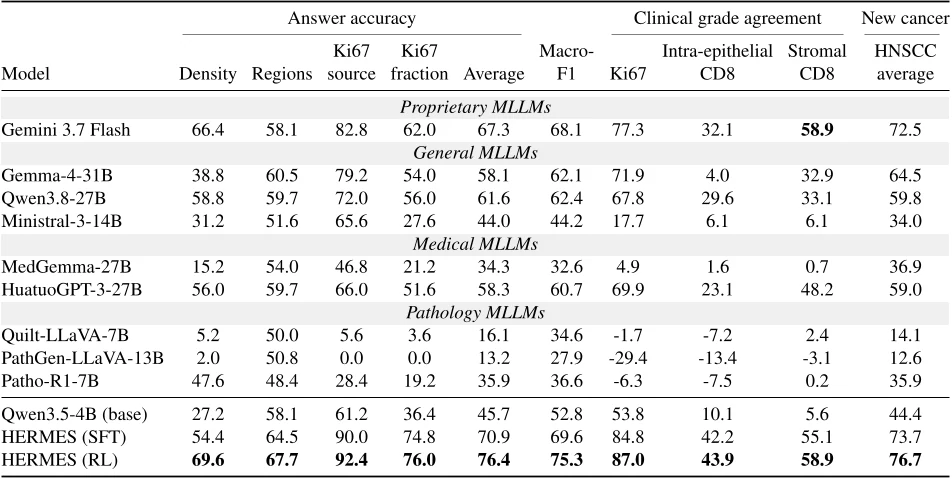 Answer accuracy Clinical grade agreement New cancer
Ki67 Ki67 Macro- Intra-epithelial Stromal HNSCC
Model Density Regions source fraction Average F1 Ki67 CD8 CD8 average
Proprietary MLLMs
Gemini 3.7 Flash 66.4 58.1 82.8 62.0 67.3 68.1 77.3 32.1 58.9 72.5
General MLLMs
Gemma-4-31B 38.8 60.5 79.2 54.0 58.1 62.1 71.9 4.0 32.9 64.5
Qwen3.8-27B 58.8 59.7 72.0 56.0 61.6 62.4 67.8 29.6 33.1 59.8
Ministral-3-14B 31.2 51.6 65.6 27.6 44.0 44.2 17.7 6.1 6.1 34.0
Medical MLLMs
MedGemma-27B 15.2 54.0 46.8 21.2 34.3 32.6 4.9 1.6 0.7 36.9
HuatuoGPT-3-27B 56.0 59.7 66.0 51.6 58.3 60.7 69.9 23.1 48.2 59.0
Pathology MLLMs
Quilt-LLaVA-7B 5.2 50.0 5.6 3.6 16.1 34.6 -1.7 -7.2 2.4 14.1
PathGen-LLaVA-13B 2.0 50.8 0.0 0.0 13.2 27.9 -29.4 -13.4 -3.1 12.6
Patho-R1-7B 47.6 48.4 28.4 19.2 35.9 36.6 -6.3 -7.5 0.2 35.9
Qwen3.5-4B (base) 27.2 58.1 61.2 36.4 45.7 52.8 53.8 10.1 5.6 44.4
HERMES (SFT) 54.4 64.5 90.0 74.8 70.9 69.6 84.8 42.2 55.1 73.7
HERMES (RL) 69.6 67.7 92.4 76.0 76.4 75.3 87.0 43.9 58.9 76.7